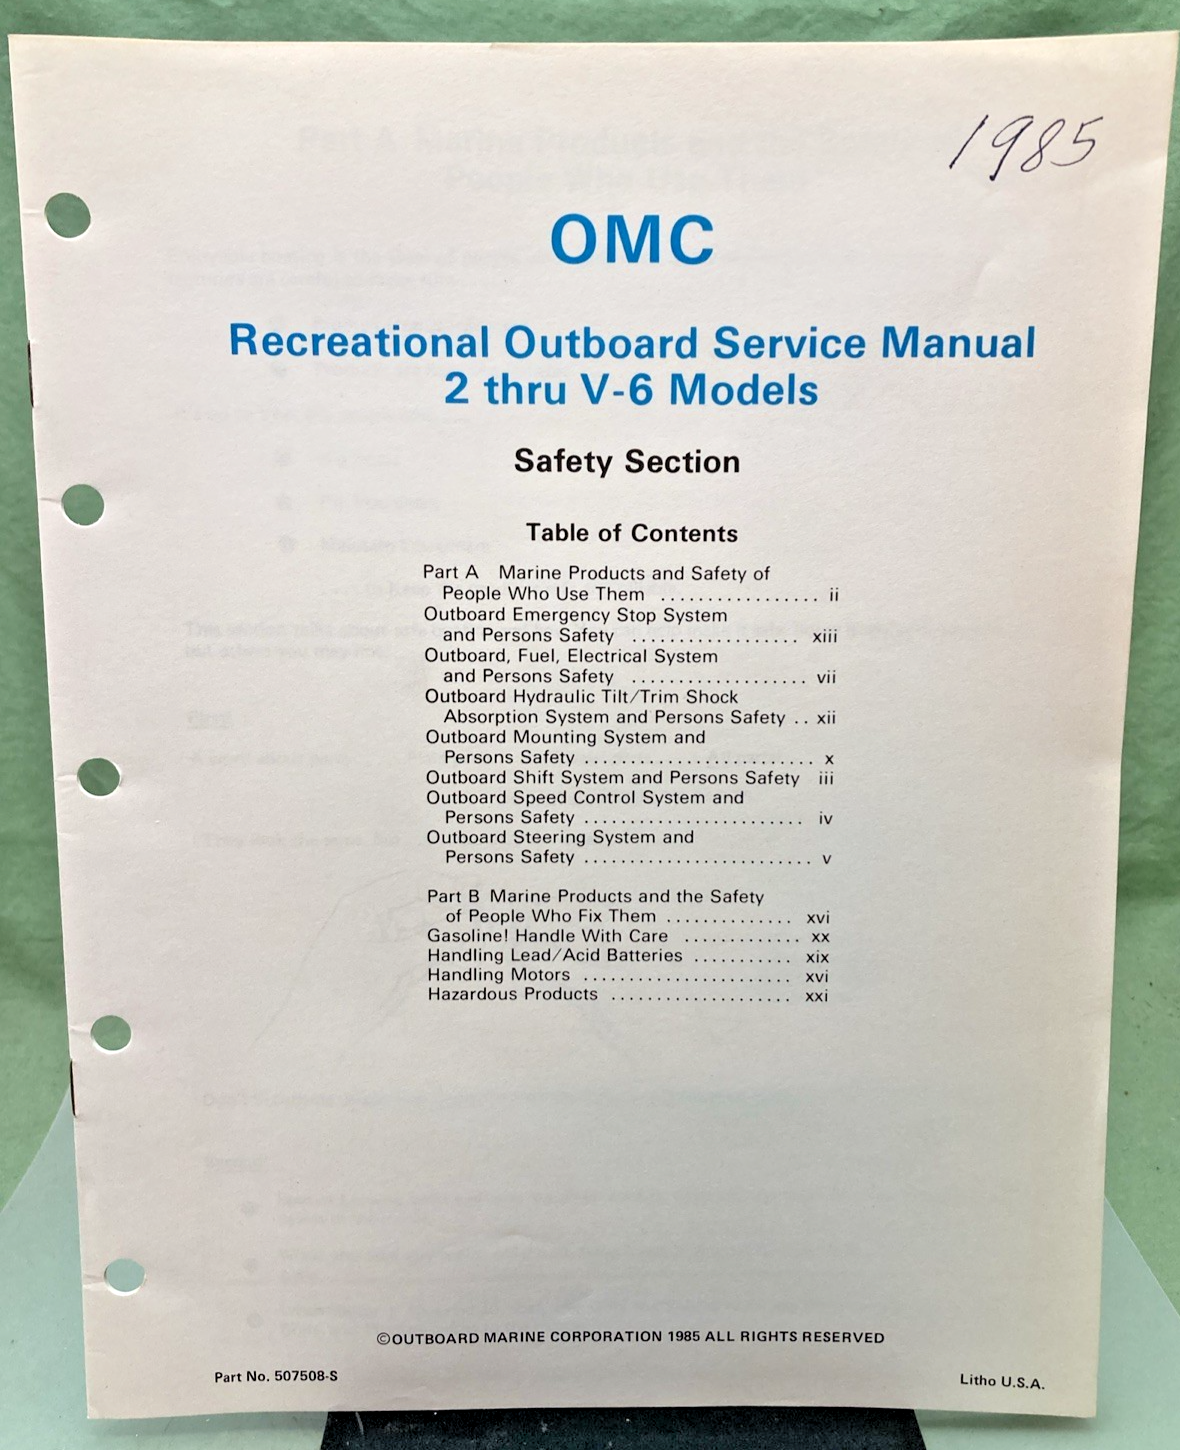 1985
OMC
Recreational Outboard Service Manual
2 thru V-6 Models
Safety Section
Table of Contents
Part A Marine Products and Safety of
People Who Use Them ................. ii
Outboard Emergency Stop System
and Persons Safety .................. xiii
Outboard, Fuel, Electrical System
and Persons Safety ................... vii
Outboard Hydraulic Tilt/Trim Shock
Absorption System and Persons Safety .. xii
Outboard Mounting System and
Persons Safety ......................... x
Outboard Shift System and Persons Safety iii
Outboard Speed Control System and
Persons Safety ........................ iv
Outboard Steering System and
Persons Safety ......................... v
Part B Marine Products and the Safety
of People Who Fix Them .............. xvi
Gasoline! Handle With Care ............. xx
Handling Lead/Acid Batteries ........... xix
Handling Motors ....................... xvi
Hazardous Products .................... xxi
©OUTBOARD MARINE CORPORATION 1985 ALL RIGHTS RESERVED
Part No. 507508-S
Litho U.S.A.